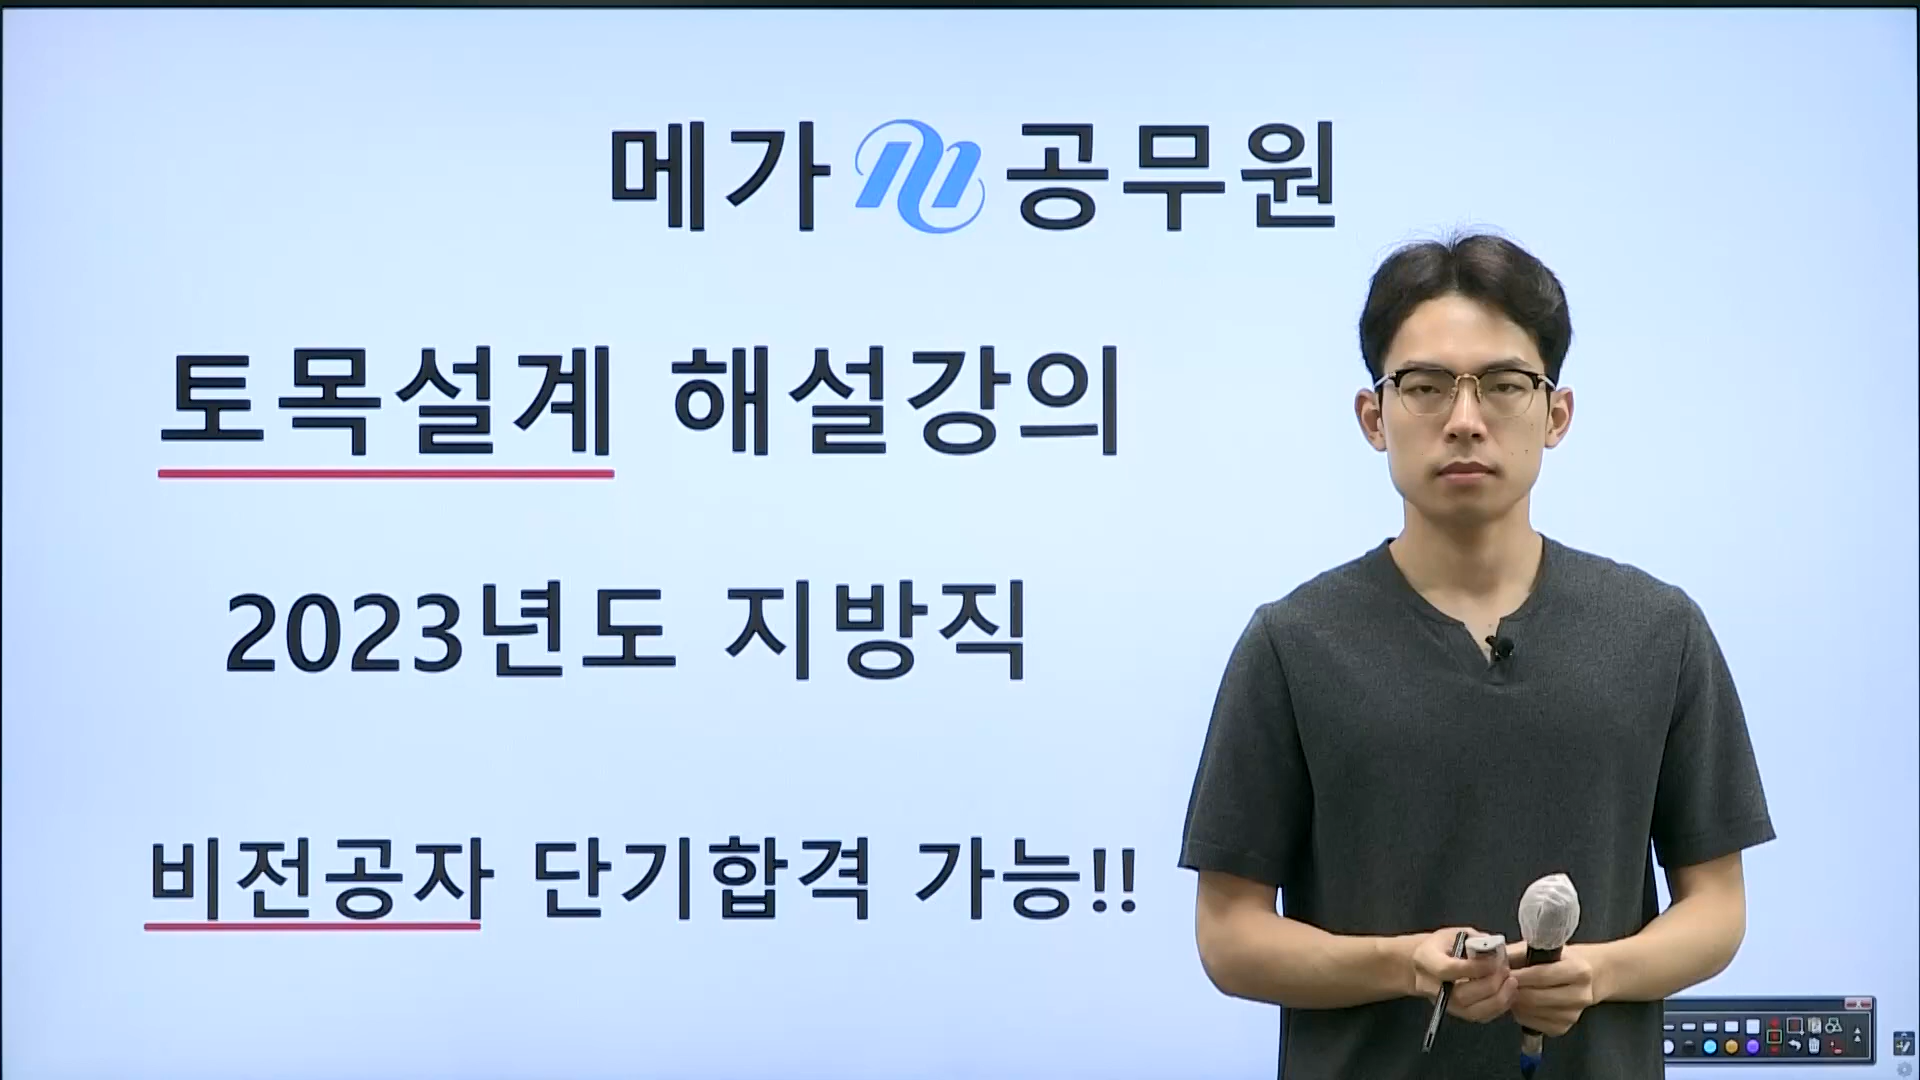 메가 공무원
토목설계 해설강의
2023년도 지방직
비전공자 단기합격 가능!!